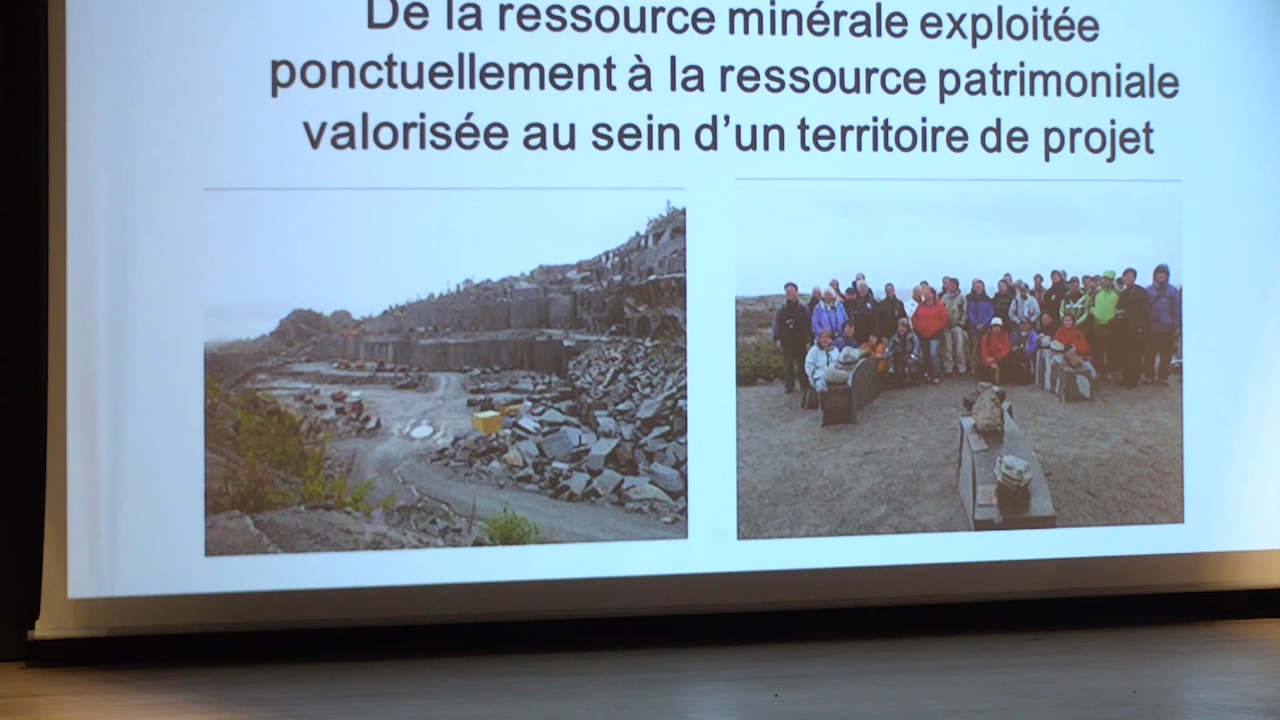 De la ressource minérale exploitée
ponctuellement à la ressource patrimoniale
valorisée au sein d'un territoire de projet